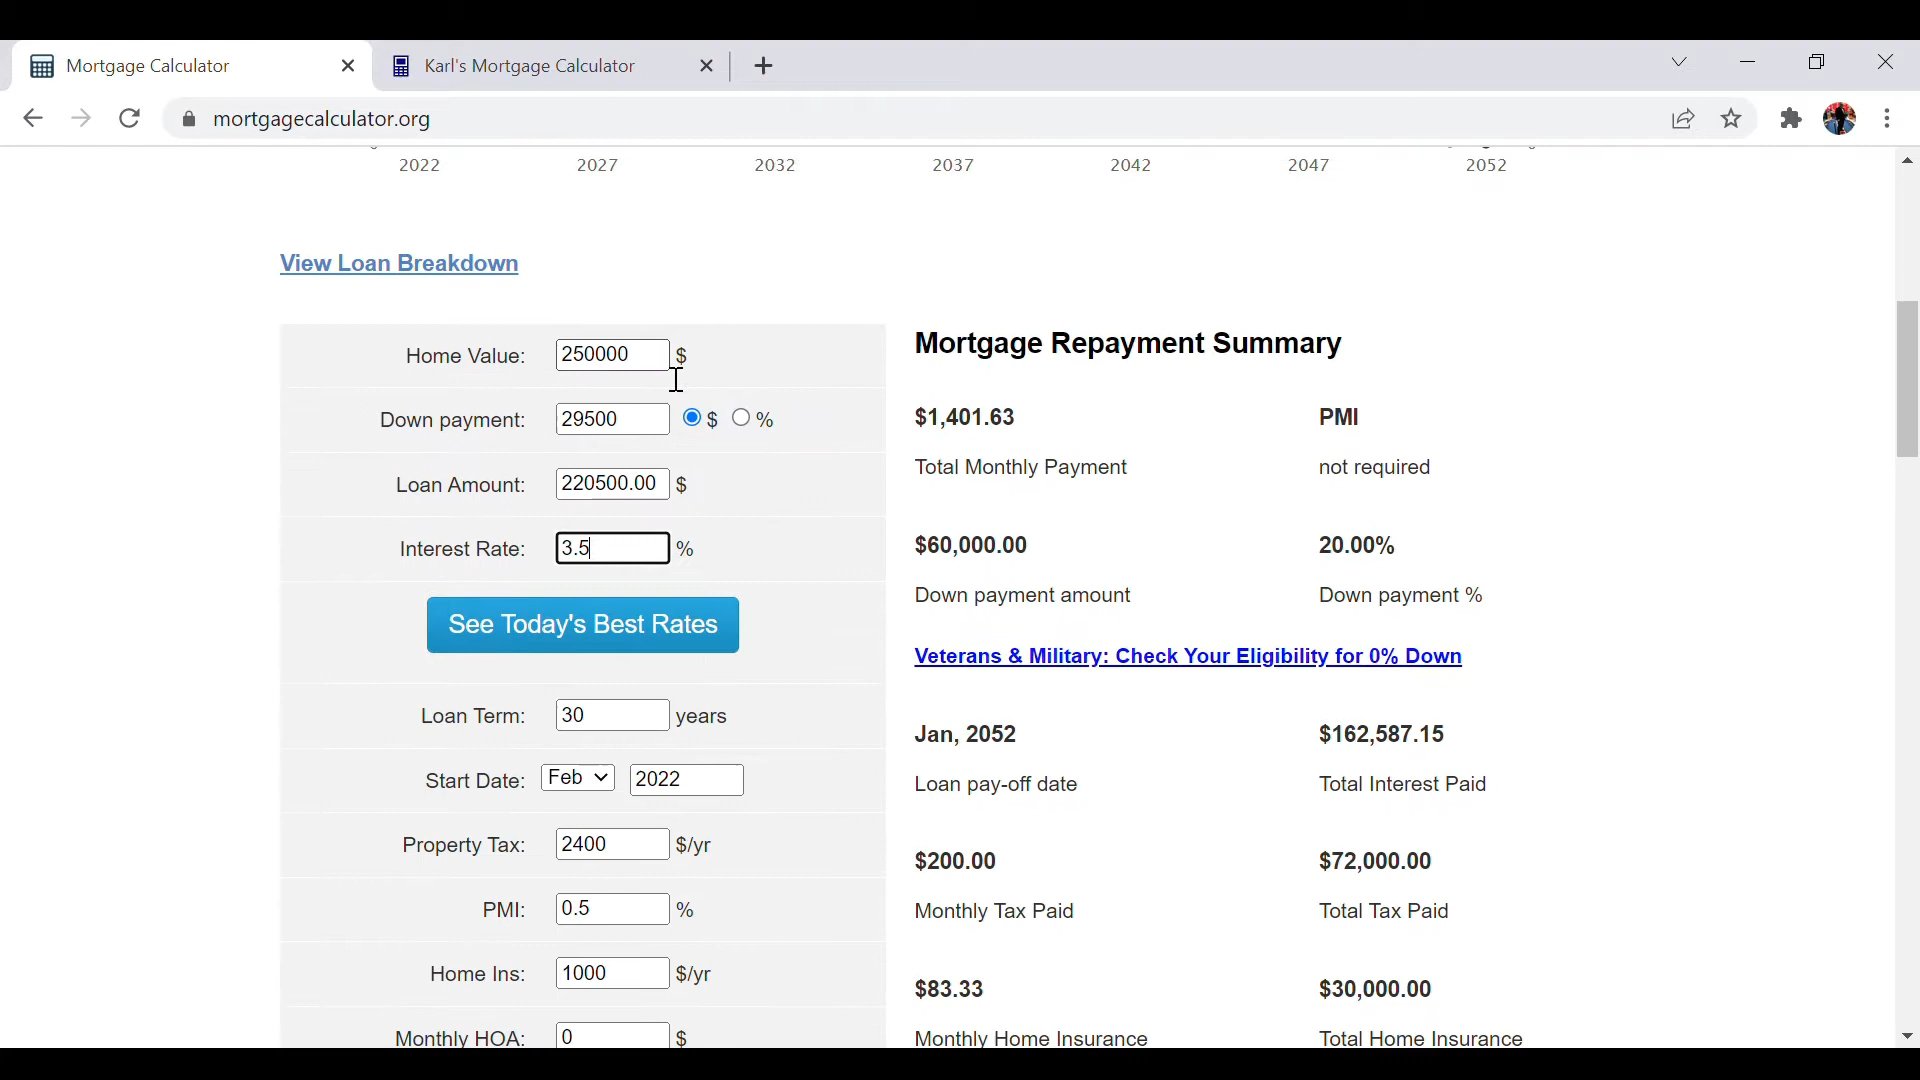 Mortgage Calculator
Karl's Mortgage Calculator
mortgagecalculator.org
2022 2027 2032 2037 2042 2047 2052
View Loan Breakdown
Home Value: 250000 $
Down payment: 29500 $ %
Loan Amount: 220500.00 $
Interest Rate: 3.5 %
See Today's Best Rates
Loan Term: 30 years
Start Date: Feb 2022
Property Tax: 2400 $/yr
PMI: 0.5 %
Home Ins: 1000 $/yr
Monthly HOA: 0 $
Mortgage Repayment Summary
$1,401.63 PMI
Total Monthly Payment not required
$60,000.00 20.00%
Down payment amount Down payment %
Veterans & Military: Check Your Eligibility for 0% Down
Jan, 2052 $162,587.15
Loan pay-off date Total Interest Paid
$200.00 $72,000.00
Monthly Tax Paid Total Tax Paid
$83.33 $30,000.00
Monthly Home Insurance Total Home Insurance